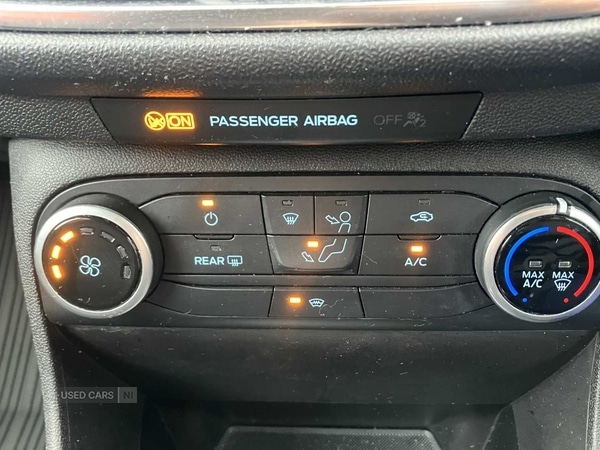 ON PASSENGER AIRBAG OFF
REAR
A/C
MAX A/C
MAX
USED CARS NI